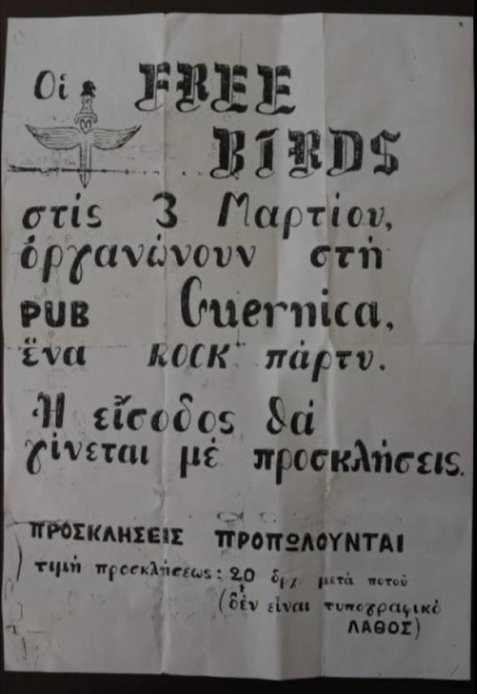 Οἱ FREE
BIRDS
στίς 3 Μαρτίου,
ὀργανώνουν στή
PUB Guernica,
ἕνα ROCK πάρτυ.
Ἡ εἴσοδος θά
γίνεται μέ προσκλήσεις.
ΠΡΟΣΚΛΗΣΕΙΣ ΠΡΟΠΩΛΟΥΝΤΑΙ
τιμή προσκλήσεως: 20 δρχ μετά ποτοῦ
(δέν εἶναι τυπογραφικό
ΛΑΘΟΣ)